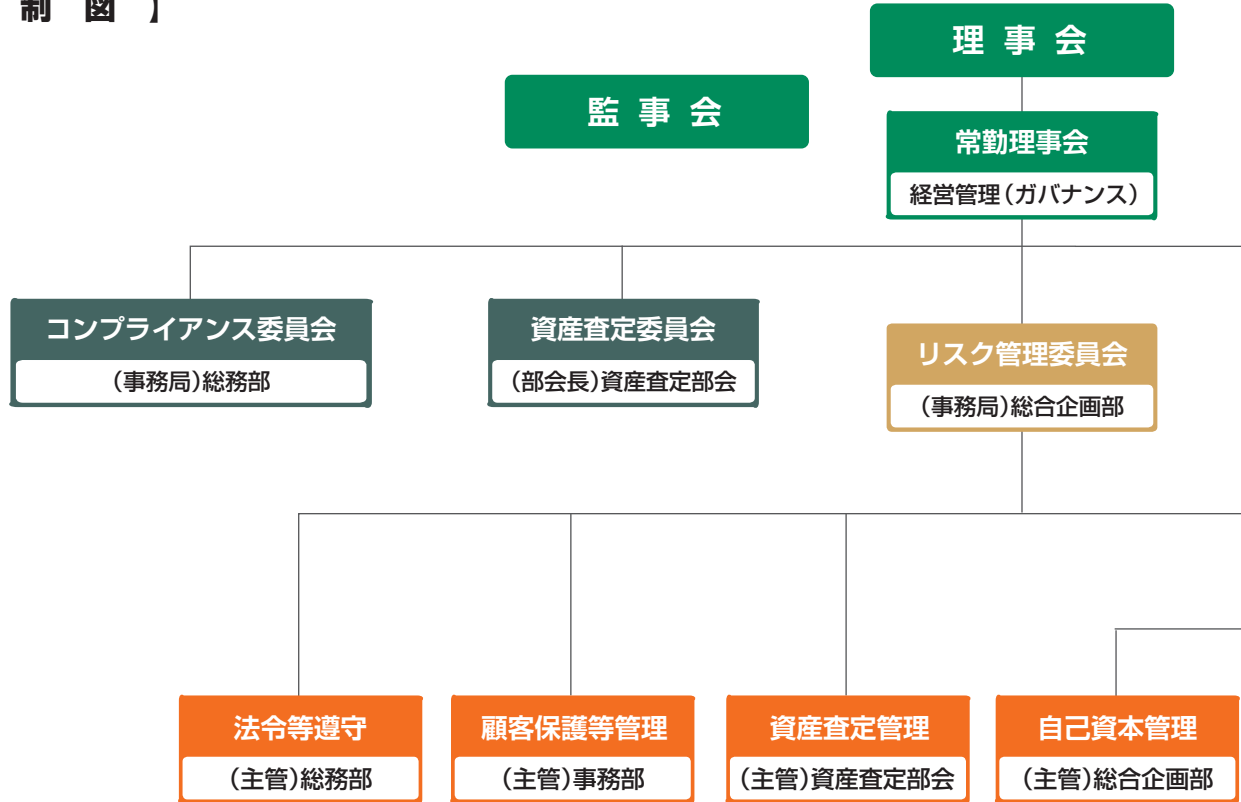 制 図 】
理 事 会
監 事 会
常勤理事会
経営管理(ガバナンス)
コンプライアンス委員会
(事務局)総務部
資産査定委員会
(部会長)資産査定部会
リスク管理委員会
(事務局)総合企画部
法令等遵守
(主管)総務部
顧客保護等管理
(主管)事務部
資産査定管理
(主管)資産査定部会
自己資本管理
(主管)総合企画部